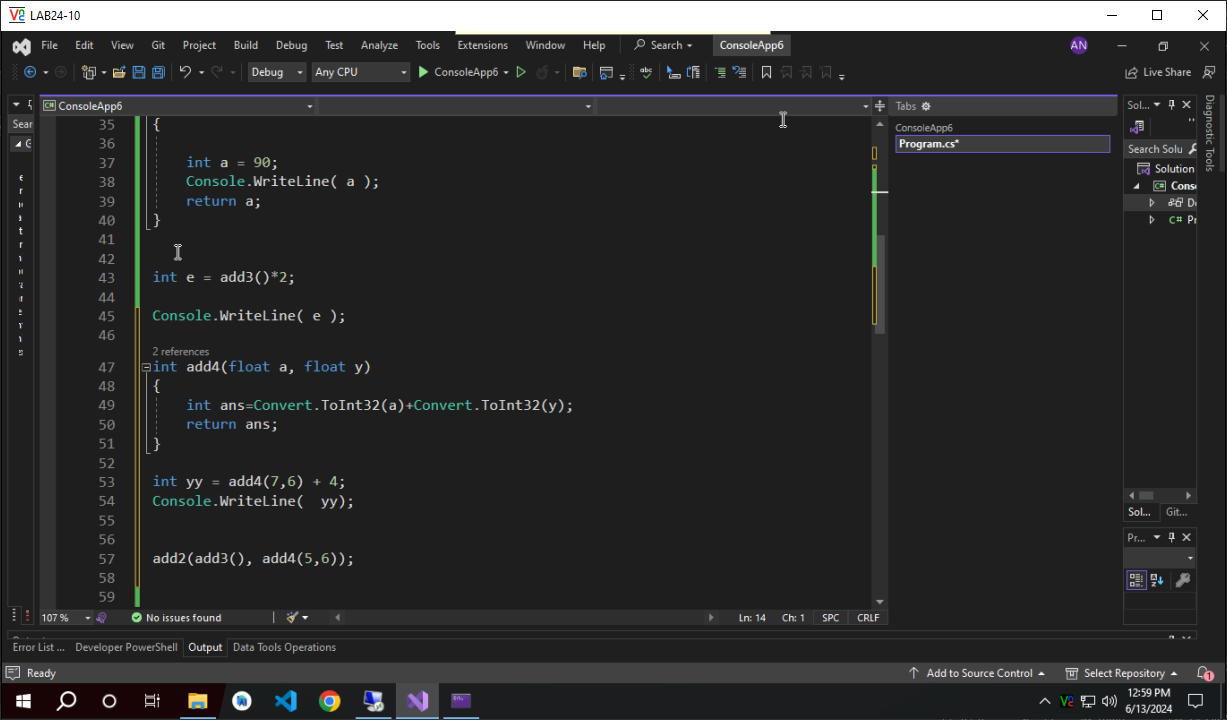 LAB24-10
File Edit View Git Project Build Debug Test Analyze Tools Extensions Window Help Search ConsoleApp6 AN
Debug Any CPU ConsoleApp6 Live Share
ConsoleApp6
35 {
36
37 int a = 90;
38 Console.WriteLine( a );
39 return a;
40 }
41
42
43 int e = add3()*2;
44
45 Console.WriteLine( e );
46
2 references
47 int add4(float a, float y)
48 {
49 int ans=Convert.ToInt32(a)+Convert.ToInt32(y);
50 return ans;
51 }
52
53 int yy = add4(7,6) + 4;
54 Console.WriteLine(  yy);
55
56
57 add2(add3(), add4(5,6));
58
59
107 % No issues found Ln: 14 Ch: 1 SPC CRLF
Tabs
ConsoleApp6
Program.cs*
Sol...
Search Solu
Solution
Cons
Sol... Git...
Pr...
Diagnostic Tools
Sear
Error List ... Developer PowerShell Output Data Tools Operations
Ready Add to Source Control Select Repository 1
12:59 PM
6/13/2024